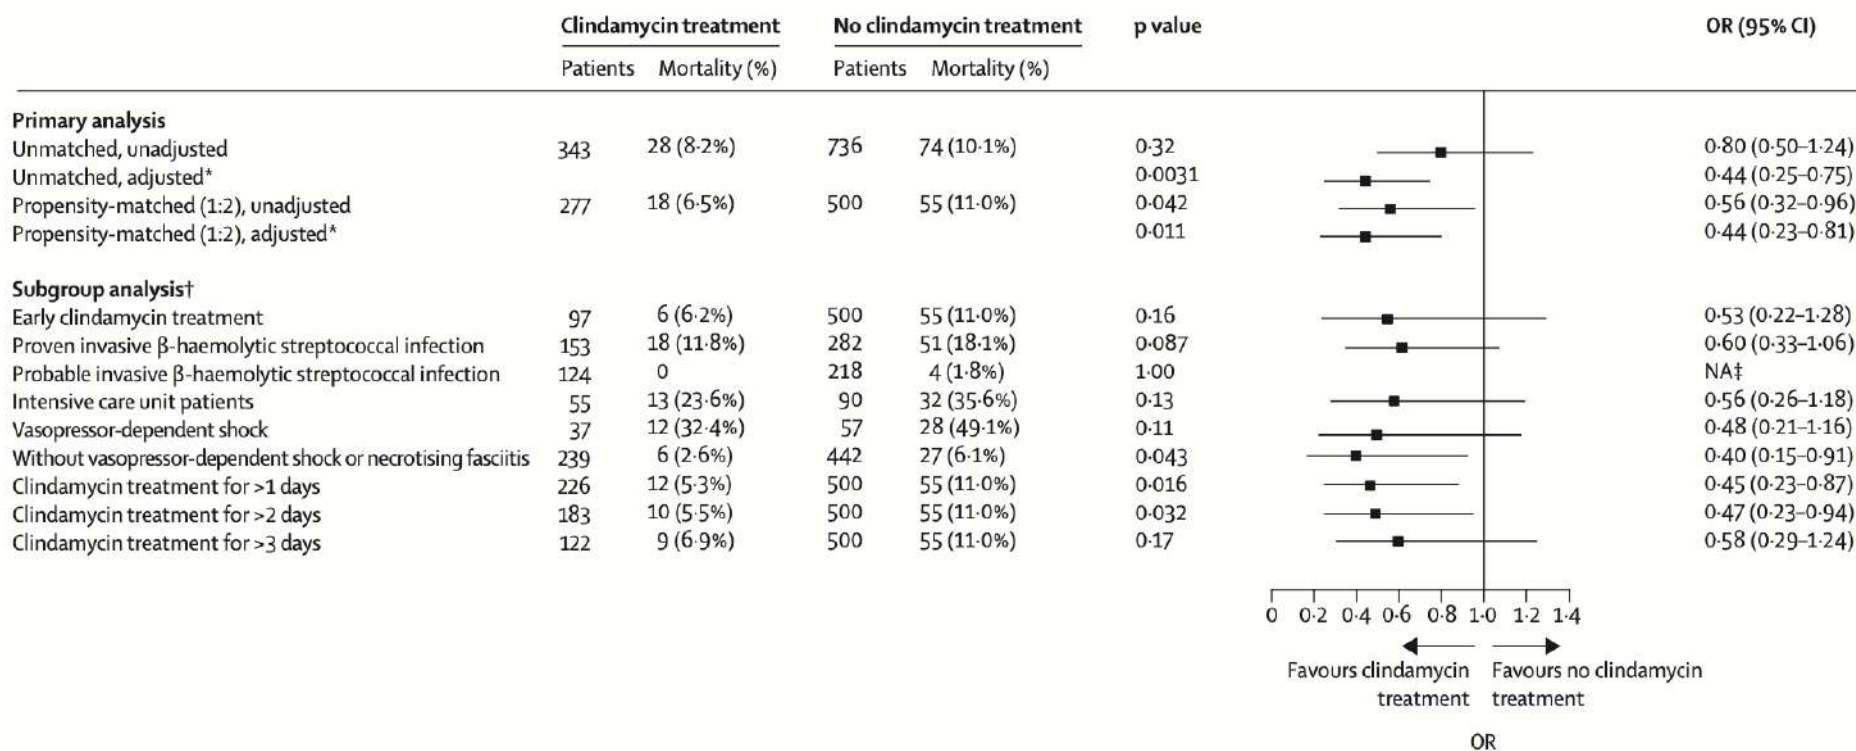 Clindamycin treatment No clindamycin treatment p value OR (95% CI)
Patients Mortality (%) Patients Mortality (%)
Primary analysis
Unmatched, unadjusted 343 28 (8·2%) 736 74 (10·1%) 0·32 0·80 (0·50–1·24)
Unmatched, adjusted* 0·0031 0·44 (0·25–0·75)
Propensity-matched (1:2), unadjusted 277 18 (6·5%) 500 55 (11·0%) 0·042 0·56 (0·32–0·96)
Propensity-matched (1:2), adjusted* 0·011 0·44 (0·23–0·81)
Subgroup analysis†
Early clindamycin treatment 97 6 (6·2%) 500 55 (11·0%) 0·16 0·53 (0·22–1·28)
Proven invasive β-haemolytic streptococcal infection 153 18 (11·8%) 282 51 (18·1%) 0·087 0·60 (0·33–1·06)
Probable invasive β-haemolytic streptococcal infection 124 0 218 4 (1·8%) 1·00 NA‡
Intensive care unit patients 55 13 (23·6%) 90 32 (35·6%) 0·13 0·56 (0·26–1·18)
Vasopressor-dependent shock 37 12 (32·4%) 57 28 (49·1%) 0·11 0·48 (0·21–1·16)
Without vasopressor-dependent shock or necrotising fasciitis 239 6 (2·6%) 442 27 (6·1%) 0·043 0·40 (0·15–0·91)
Clindamycin treatment for >1 days 226 12 (5·3%) 500 55 (11·0%) 0·016 0·45 (0·23–0·87)
Clindamycin treatment for >2 days 183 10 (5·5%) 500 55 (11·0%) 0·032 0·47 (0·23–0·94)
Clindamycin treatment for >3 days 122 9 (6·9%) 500 55 (11·0%) 0·17 0·58 (0·29–1·24)
0 0·2 0·4 0·6 0·8 1·0 1·2 1·4
Favours clindamycin Favours no clindamycin
treatment treatment
OR